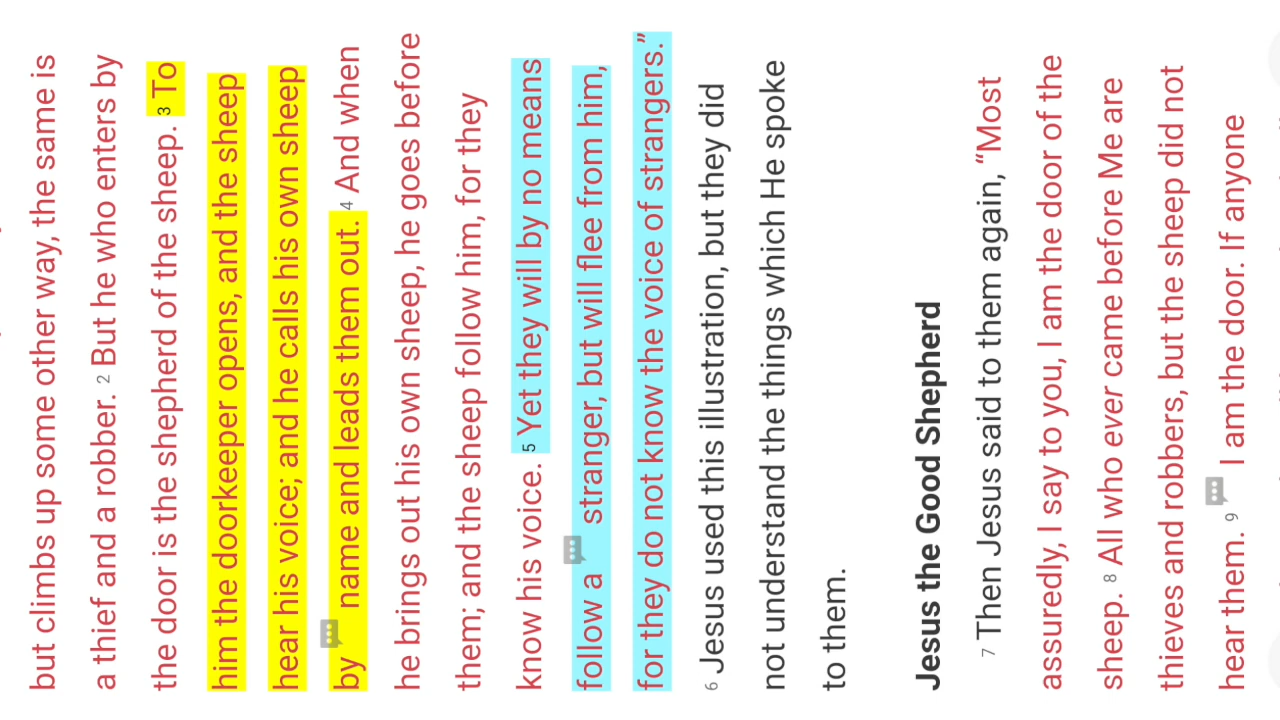 but climbs up some other way, the same is
a thief and a robber. 2 But he who enters by
the door is the shepherd of the sheep. 3 To
him the doorkeeper opens, and the sheep
hear his voice; and he calls his own sheep
by name and leads them out. 4 And when
he brings out his own sheep, he goes before
them; and the sheep follow him, for they
know his voice. 5 Yet they will by no means
follow a stranger, but will flee from him,
for they do not know the voice of strangers.”
6 Jesus used this illustration, but they did
not understand the things which He spoke
to them.
Jesus the Good Shepherd
7 Then Jesus said to them again, “Most
assuredly, I say to you, I am the door of the
sheep. 8 All who ever came before Me are
thieves and robbers, but the sheep did not
hear them. 9 I am the door. If anyone